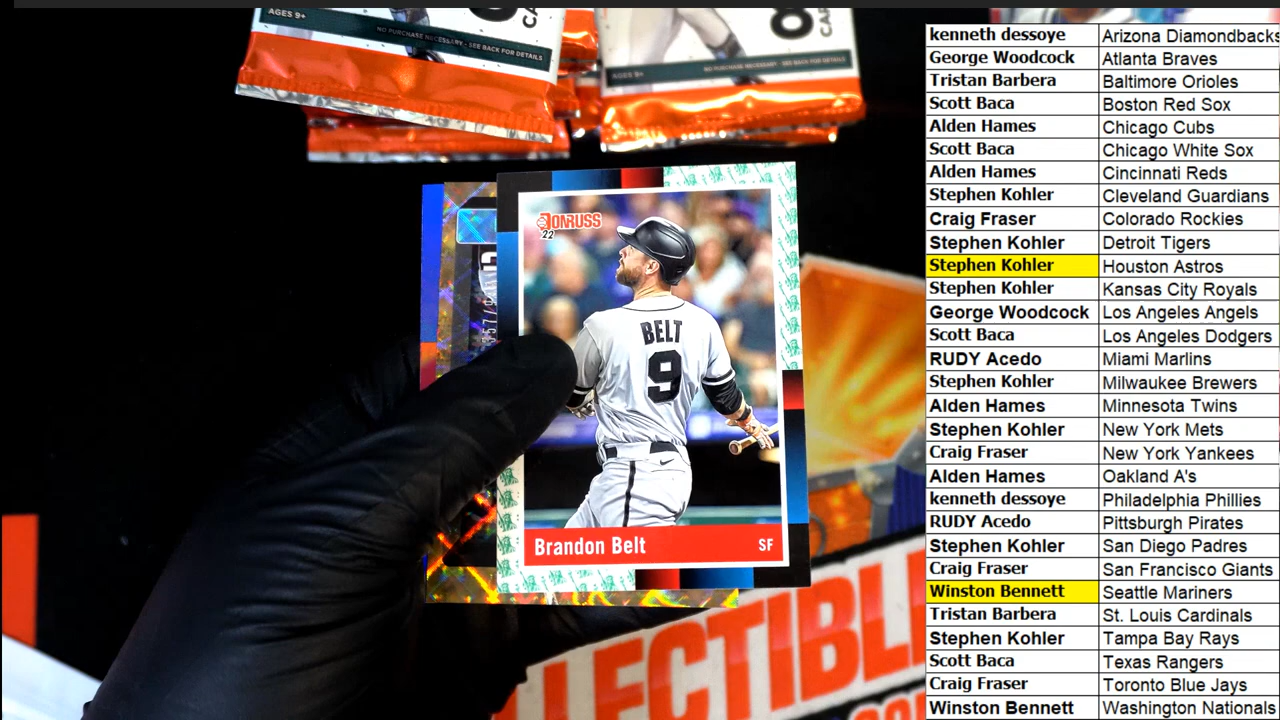 AGES 9+
NO PURCHASE NECESSARY - SEE BACK FOR DETAILS
8
CAR
AGES 9+
NO PURCHASE NECESSARY - SEE BACK FOR DETAILS
DONRUSS
22
BELT
9
Brandon Belt SF
LECTIBLE
kenneth dessoye Arizona Diamondbacks
George Woodcock Atlanta Braves
Tristan Barbera Baltimore Orioles
Scott Baca Boston Red Sox
Alden Hames Chicago Cubs
Scott Baca Chicago White Sox
Alden Hames Cincinnati Reds
Stephen Kohler Cleveland Guardians
Craig Fraser Colorado Rockies
Stephen Kohler Detroit Tigers
Stephen Kohler Houston Astros
Stephen Kohler Kansas City Royals
George Woodcock Los Angeles Angels
Scott Baca Los Angeles Dodgers
RUDY Acedo Miami Marlins
Stephen Kohler Milwaukee Brewers
Alden Hames Minnesota Twins
Stephen Kohler New York Mets
Craig Fraser New York Yankees
Alden Hames Oakland A's
kenneth dessoye Philadelphia Phillies
RUDY Acedo Pittsburgh Pirates
Stephen Kohler San Diego Padres
Craig Fraser San Francisco Giants
Winston Bennett Seattle Mariners
Tristan Barbera St. Louis Cardinals
Stephen Kohler Tampa Bay Rays
Scott Baca Texas Rangers
Craig Fraser Toronto Blue Jays
Winston Bennett Washington Nationals